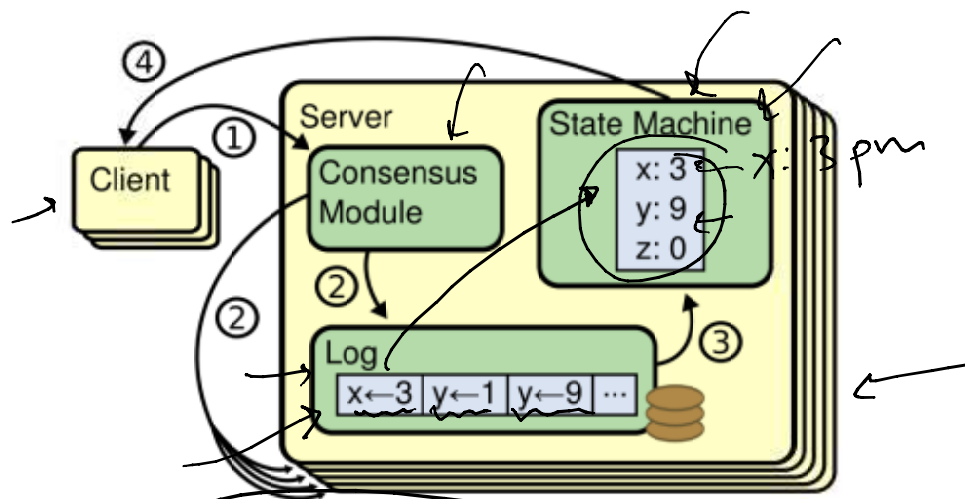 ④
①
Server
State Machine
Client
Consensus
Module
x: 3
x: 3 pm
y: 9
z: 0
②
②
③
Log
x←3 y←1 y←9 ...